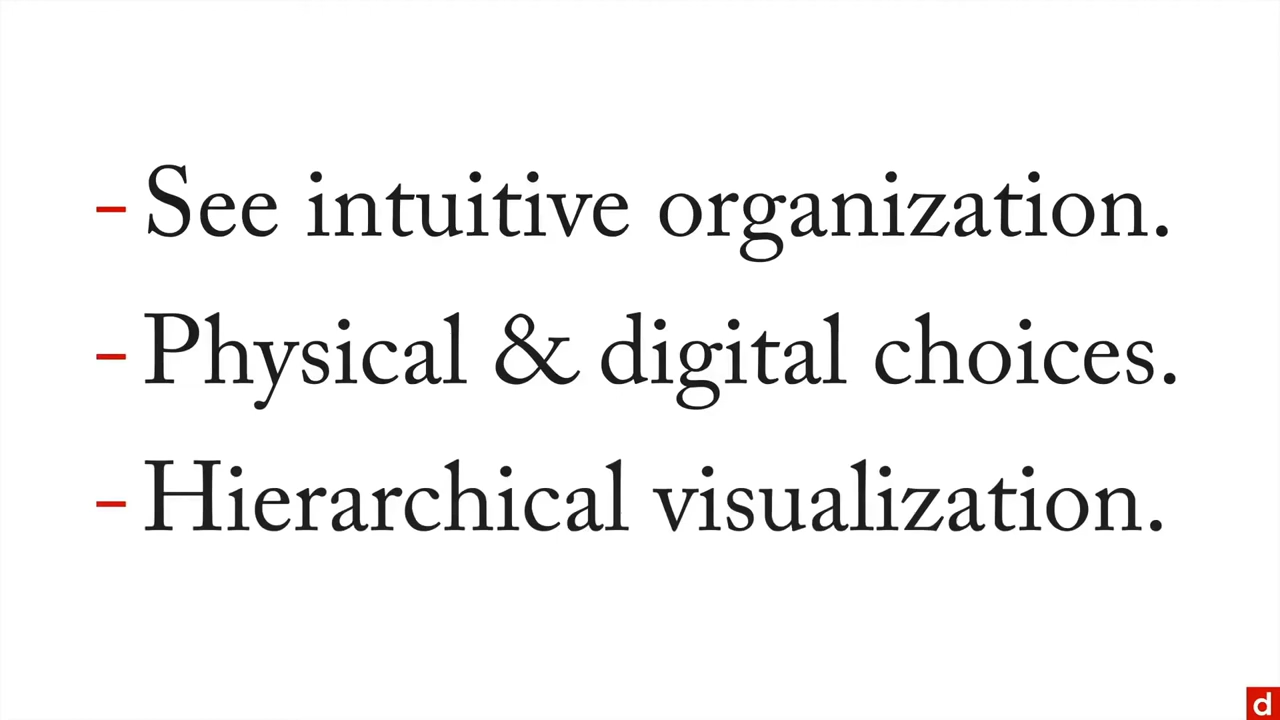 - See intuitive organization.
- Physical & digital choices.
- Hierarchical visualization.
d